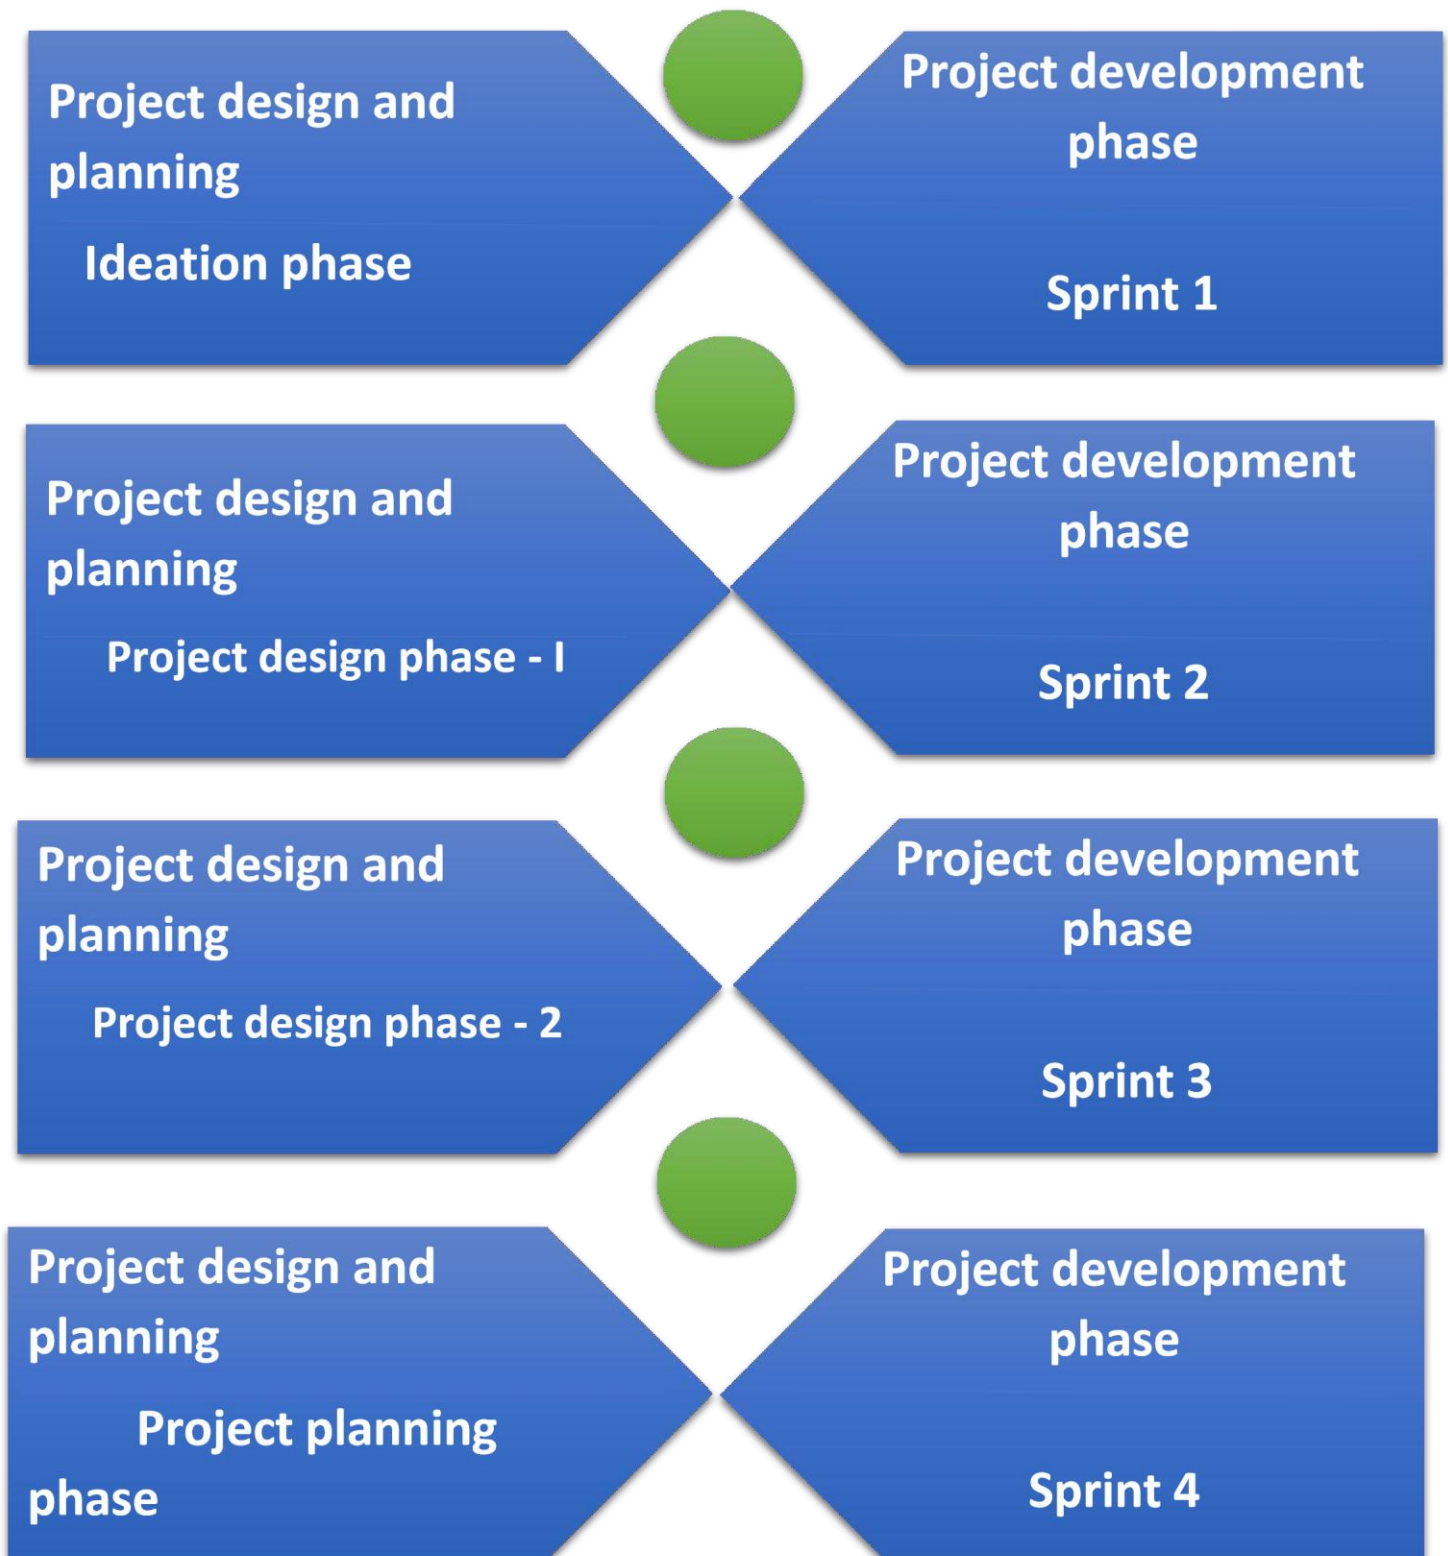 Project design and
planning
Ideation phase
Project development
phase
Sprint 1
Project design and
planning
Project design phase - I
Project development
phase
Sprint 2
Project design and
planning
Project design phase - 2
Project development
phase
Sprint 3
Project design and
planning
Project planning
phase
Project development
phase
Sprint 4